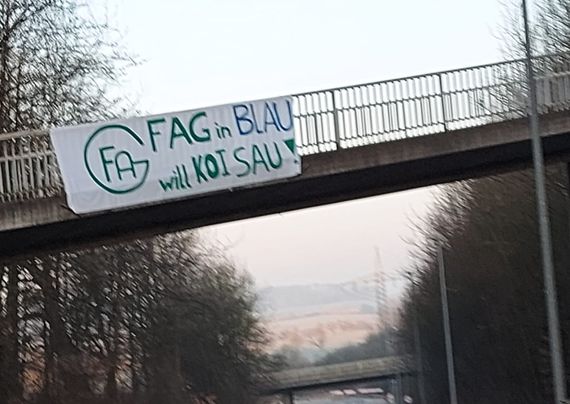 FAG
FAG in BLAU
will KOI SAU!